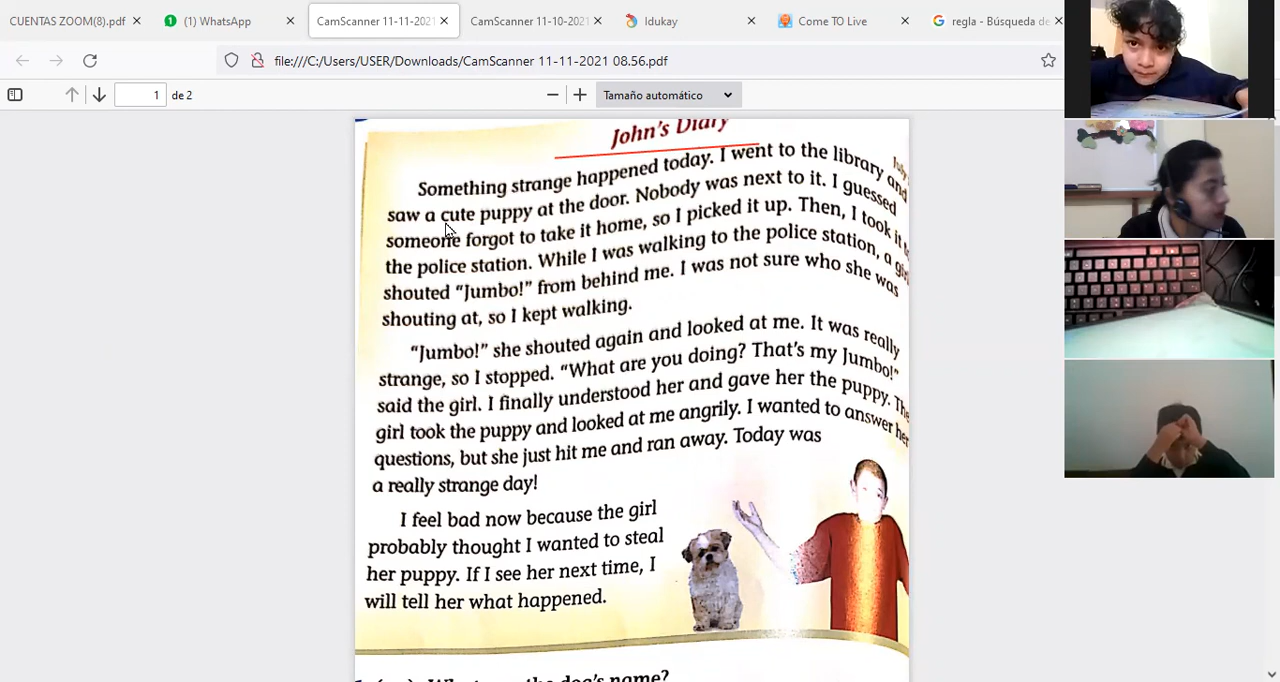 CUENTAS ZOOM(8).pdf
(1) WhatsApp
CamScanner 11-11-2021
CamScanner 11-10-2021
Idukay
Come TO Live
regla - Búsqueda de
file:///C:/Users/USER/Downloads/CamScanner 11-11-2021 08.56.pdf
1 de 2
Tamaño automático
John's Diary
Something strange happened today. I went to the library and
saw a cute puppy at the door. Nobody was next to it. I guessed
someone forgot to take it home, so I picked it up. Then, I took it
the police station. While I was walking to the police station, a
shouted "Jumbo!" from behind me. I was not sure who she was
shouting at, so I kept walking.
"Jumbo!" she shouted again and looked at me. It was really
strange, so I stopped. "What are you doing? That's my Jumbo!"
said the girl. I finally understood her and gave her the puppy.
girl took the puppy and looked at me angrily. I wanted to answer
questions, but she just hit me and ran away. Today was
a really strange day!
I feel bad now because the girl
probably thought I wanted to steal
her puppy. If I see her next time, I
will tell her what happened.
the dog's name?